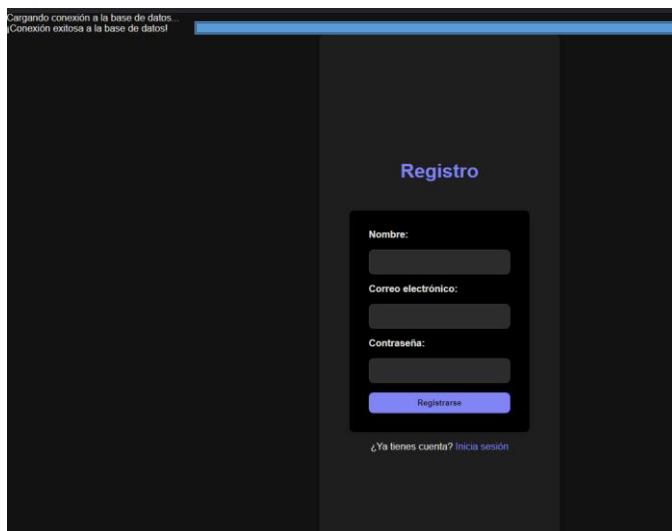 Cargando conexión a la base de datos...
¡Conexión exitosa a la base de datos!
Registro
Nombre:
Correo electrónico:
Contraseña:
Registrarse
¿Ya tienes cuenta? Inicia sesión